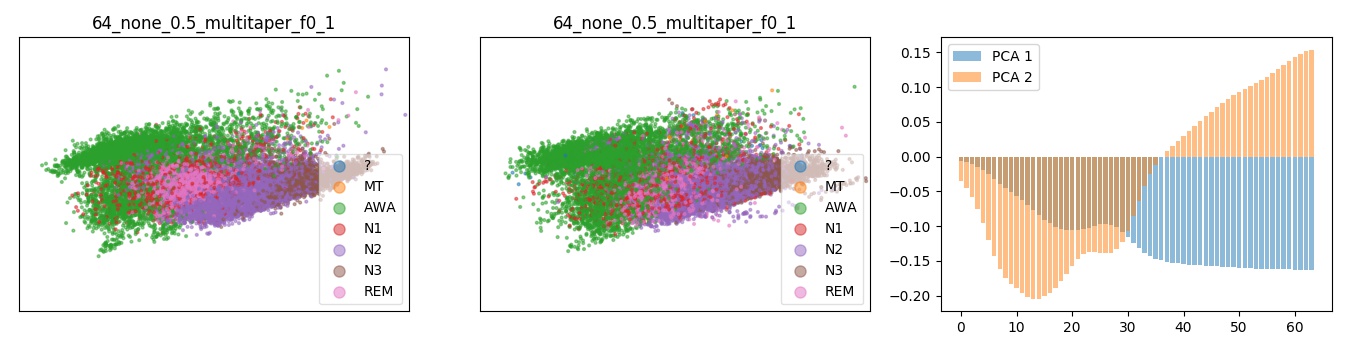 64_none_0.5_multitaper_f0_1
?
MT
AWA
N1
N2
N3
REM
64_none_0.5_multitaper_f0_1
?
MT
AWA
N1
N2
N3
REM
PCA 1
PCA 2
0.15
0.10
0.05
0.00
−0.05
−0.10
−0.15
−0.20
0 10 20 30 40 50 60